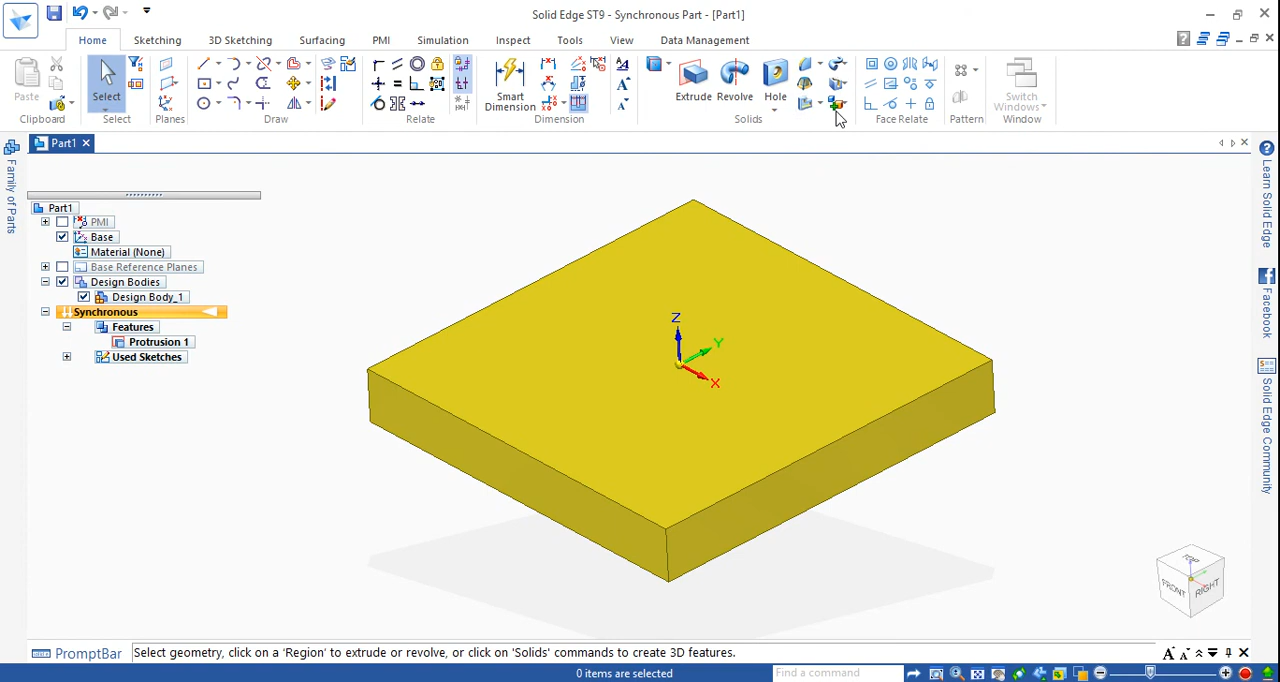 Solid Edge ST9 - Synchronous Part - [Part1]
Home
Sketching
3D Sketching
Surfacing
PMI
Simulation
Inspect
Tools
View
Data Management
Paste
Select
Smart
Dimension
Extrude
Revolve
Hole
Switch
Windows
Clipboard
Select
Planes
Draw
Relate
Dimension
Solids
Face Relate
Pattern
Window
Part1
Family of Parts
Part1
PMI
Base
Material (None)
Base Reference Planes
Design Bodies
Design Body_1
Synchronous
Features
Protrusion 1
Used Sketches
Z
Y
X
TOP
FRONT
RIGHT
Learn Solid Edge
Facebook
Solid Edge Community
PromptBar
Select geometry, click on a 'Region' to extrude or revolve, or click on 'Solids' commands to create 3D features.
0 items are selected
Find a command